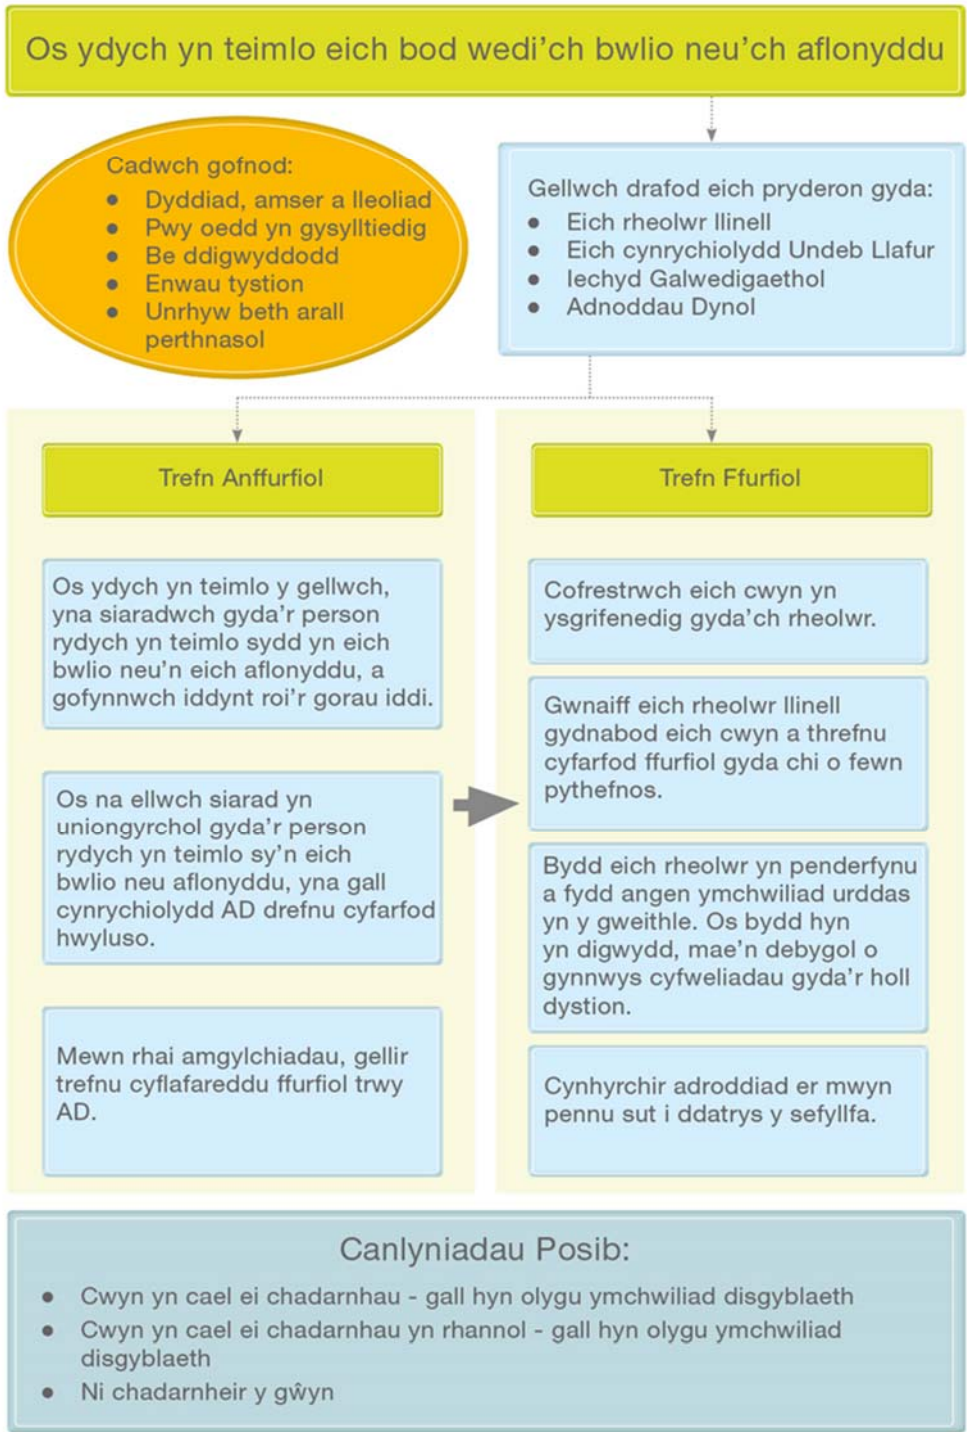 Os ydych yn teimlo eich bod wedi'ch bwlio neu'ch aflonyddu
Cadwch gofnod:
● Dyddiad, amser a lleoliad
● Pwy oedd yn gysylltiedig
● Be ddigwyddodd
● Enwau tystion
● Unrhyw beth arall
perthnasol
Gellwch drafod eich pryderon gyda:
● Eich rheolwr llinell
● Eich cynrychiolydd Undeb Llafur
● Iechyd Galwedigaethol
● Adnoddau Dynol
Trefn Anffurfiol
Os ydych yn teimlo y gellwch,
yna siaradwch gyda'r person
rydych yn teimlo sydd yn eich
bwlio neu'n eich aflonyddu, a
gofynnwch iddynt roi'r gorau iddi.
Os na ellwch siarad yn
uniongyrchol gyda'r person
rydych yn teimlo sy'n eich
bwlio neu aflonyddu, yna gall
cynrychiolydd AD drefnu cyfarfod
hwyluso.
Mewn rhai amgylchiadau, gellir
trefnu cyflafareddu ffurfiol trwy
AD.
Trefn Ffurfiol
Cofrestrwch eich cwyn yn
ysgrifenedig gyda'ch rheolwr.
Gwnaiff eich rheolwr llinell
gydnabod eich cwyn a threfnu
cyfarfod ffurfiol gyda chi o fewn
pythefnos.
Bydd eich rheolwr yn penderfynu
a fydd angen ymchwiliad urddas
yn y gweithle. Os bydd hyn
yn digwydd, mae'n debygol o
gynnwys cyfweliadau gyda'r holl
dystion.
Cynhyrchir adroddiad er mwyn
pennu sut i ddatrys y sefyllfa.
Canlyniadau Posib:
● Cwyn yn cael ei chadarnhau - gall hyn olygu ymchwiliad disgyblaeth
● Cwyn yn cael ei chadarnhau yn rhannol - gall hyn olygu ymchwiliad
disgyblaeth
● Ni chadarnheir y gŵyn